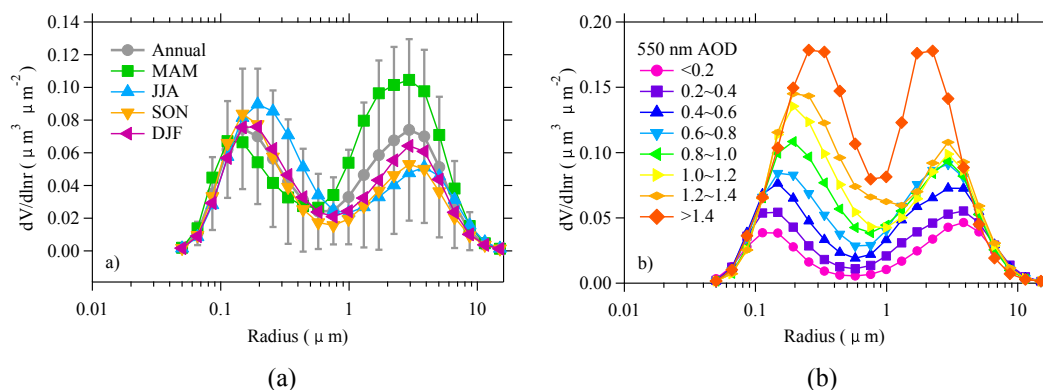 0.14
0.12
0.10
0.08
0.06
0.04
0.02
0.00
dV/dlnr ( μ m³ μ m⁻²)
Annual
MAM
JJA
SON
DJF
a)
0.01
0.1
1
10
Radius ( μ m)
(a)
0.20
0.15
0.10
0.05
0.00
dV/dlnr ( μ m³ μ m⁻²)
550 nm AOD
<0.2
0.2~0.4
0.4~0.6
0.6~0.8
0.8~1.0
1.0~1.2
1.2~1.4
>1.4
b)
0.01
0.1
1
10
Radius ( μ m)
(b)